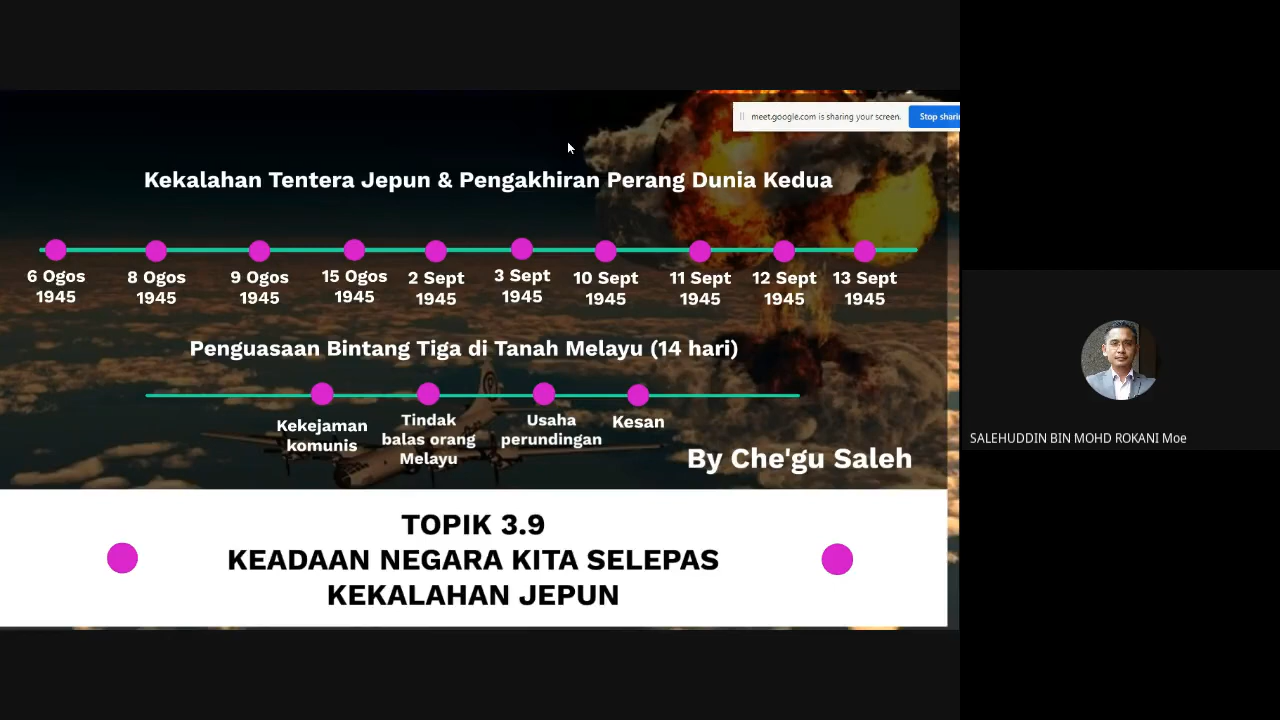 meet.google.com is sharing your screen.
Stop
Kekalahan Tentera Jepun & Pengakhiran Perang Dunia Kedua
6 Ogos
1945
8 Ogos
1945
9 Ogos
1945
15 Ogos
1945
2 Sept
1945
3 Sept
1945
10 Sept
1945
11 Sept
1945
12 Sept
1945
13 Sept
1945
Penguasaan Bintang Tiga di Tanah Melayu (14 hari)
Kekejaman
komunis
Tindak
balas orang
Melayu
Usaha
perundingan
Kesan
By Che'gu Saleh
TOPIK 3.9
KEADAAN NEGARA KITA SELEPAS
KEKALAHAN JEPUN
SALEHUDDIN BIN MOHD ROKANI Moe